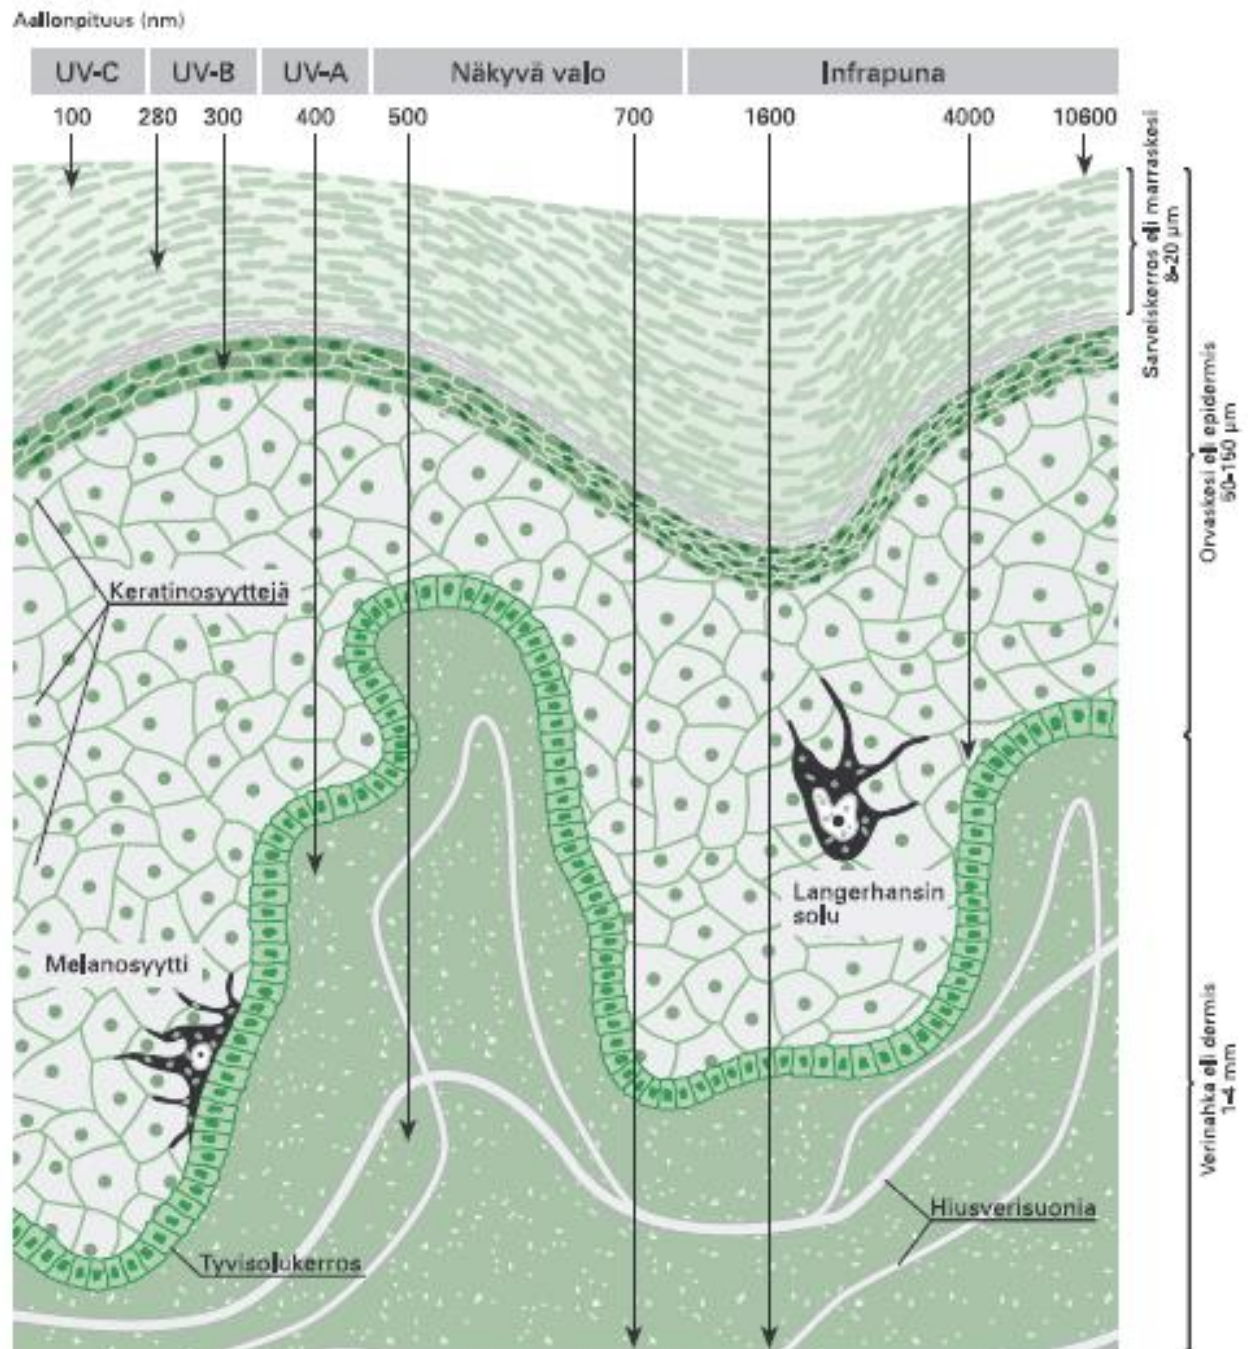 Aallonpituus (nm)
UV-C UV-B UV-A Näkyvä valo Infrapuna
100 280 300 400 500 700 1600 4000 10600
Sarveiskerros eli marraskesi
8-20 µm
Orvaskesi eli epidermis
50-150 µm
Keratinosyyttejä
Langerhansin
solu
Melanosyytti
Verinahka eli dermis
1-4 mm
Hiusverisuonia
Tyvisolukerros